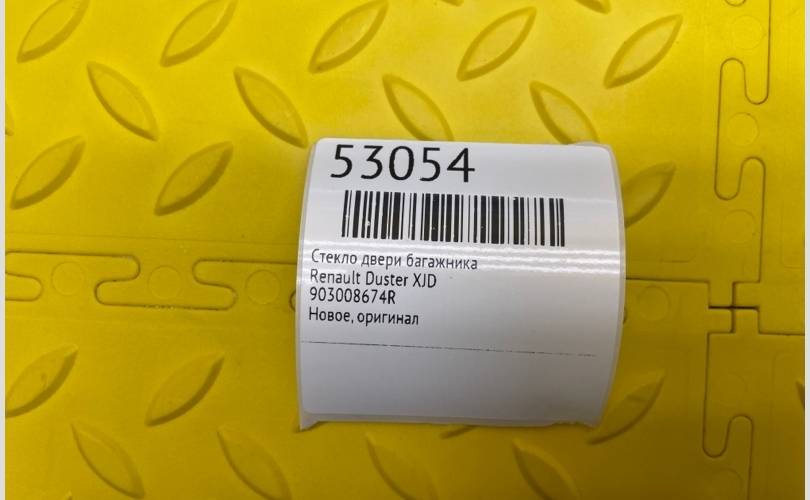 53054
Стекло двери багажника
Renault Duster XJD
903008674R
Новое, оригинал